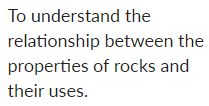 To understand the
relationship between the
properties of rocks and
their uses.